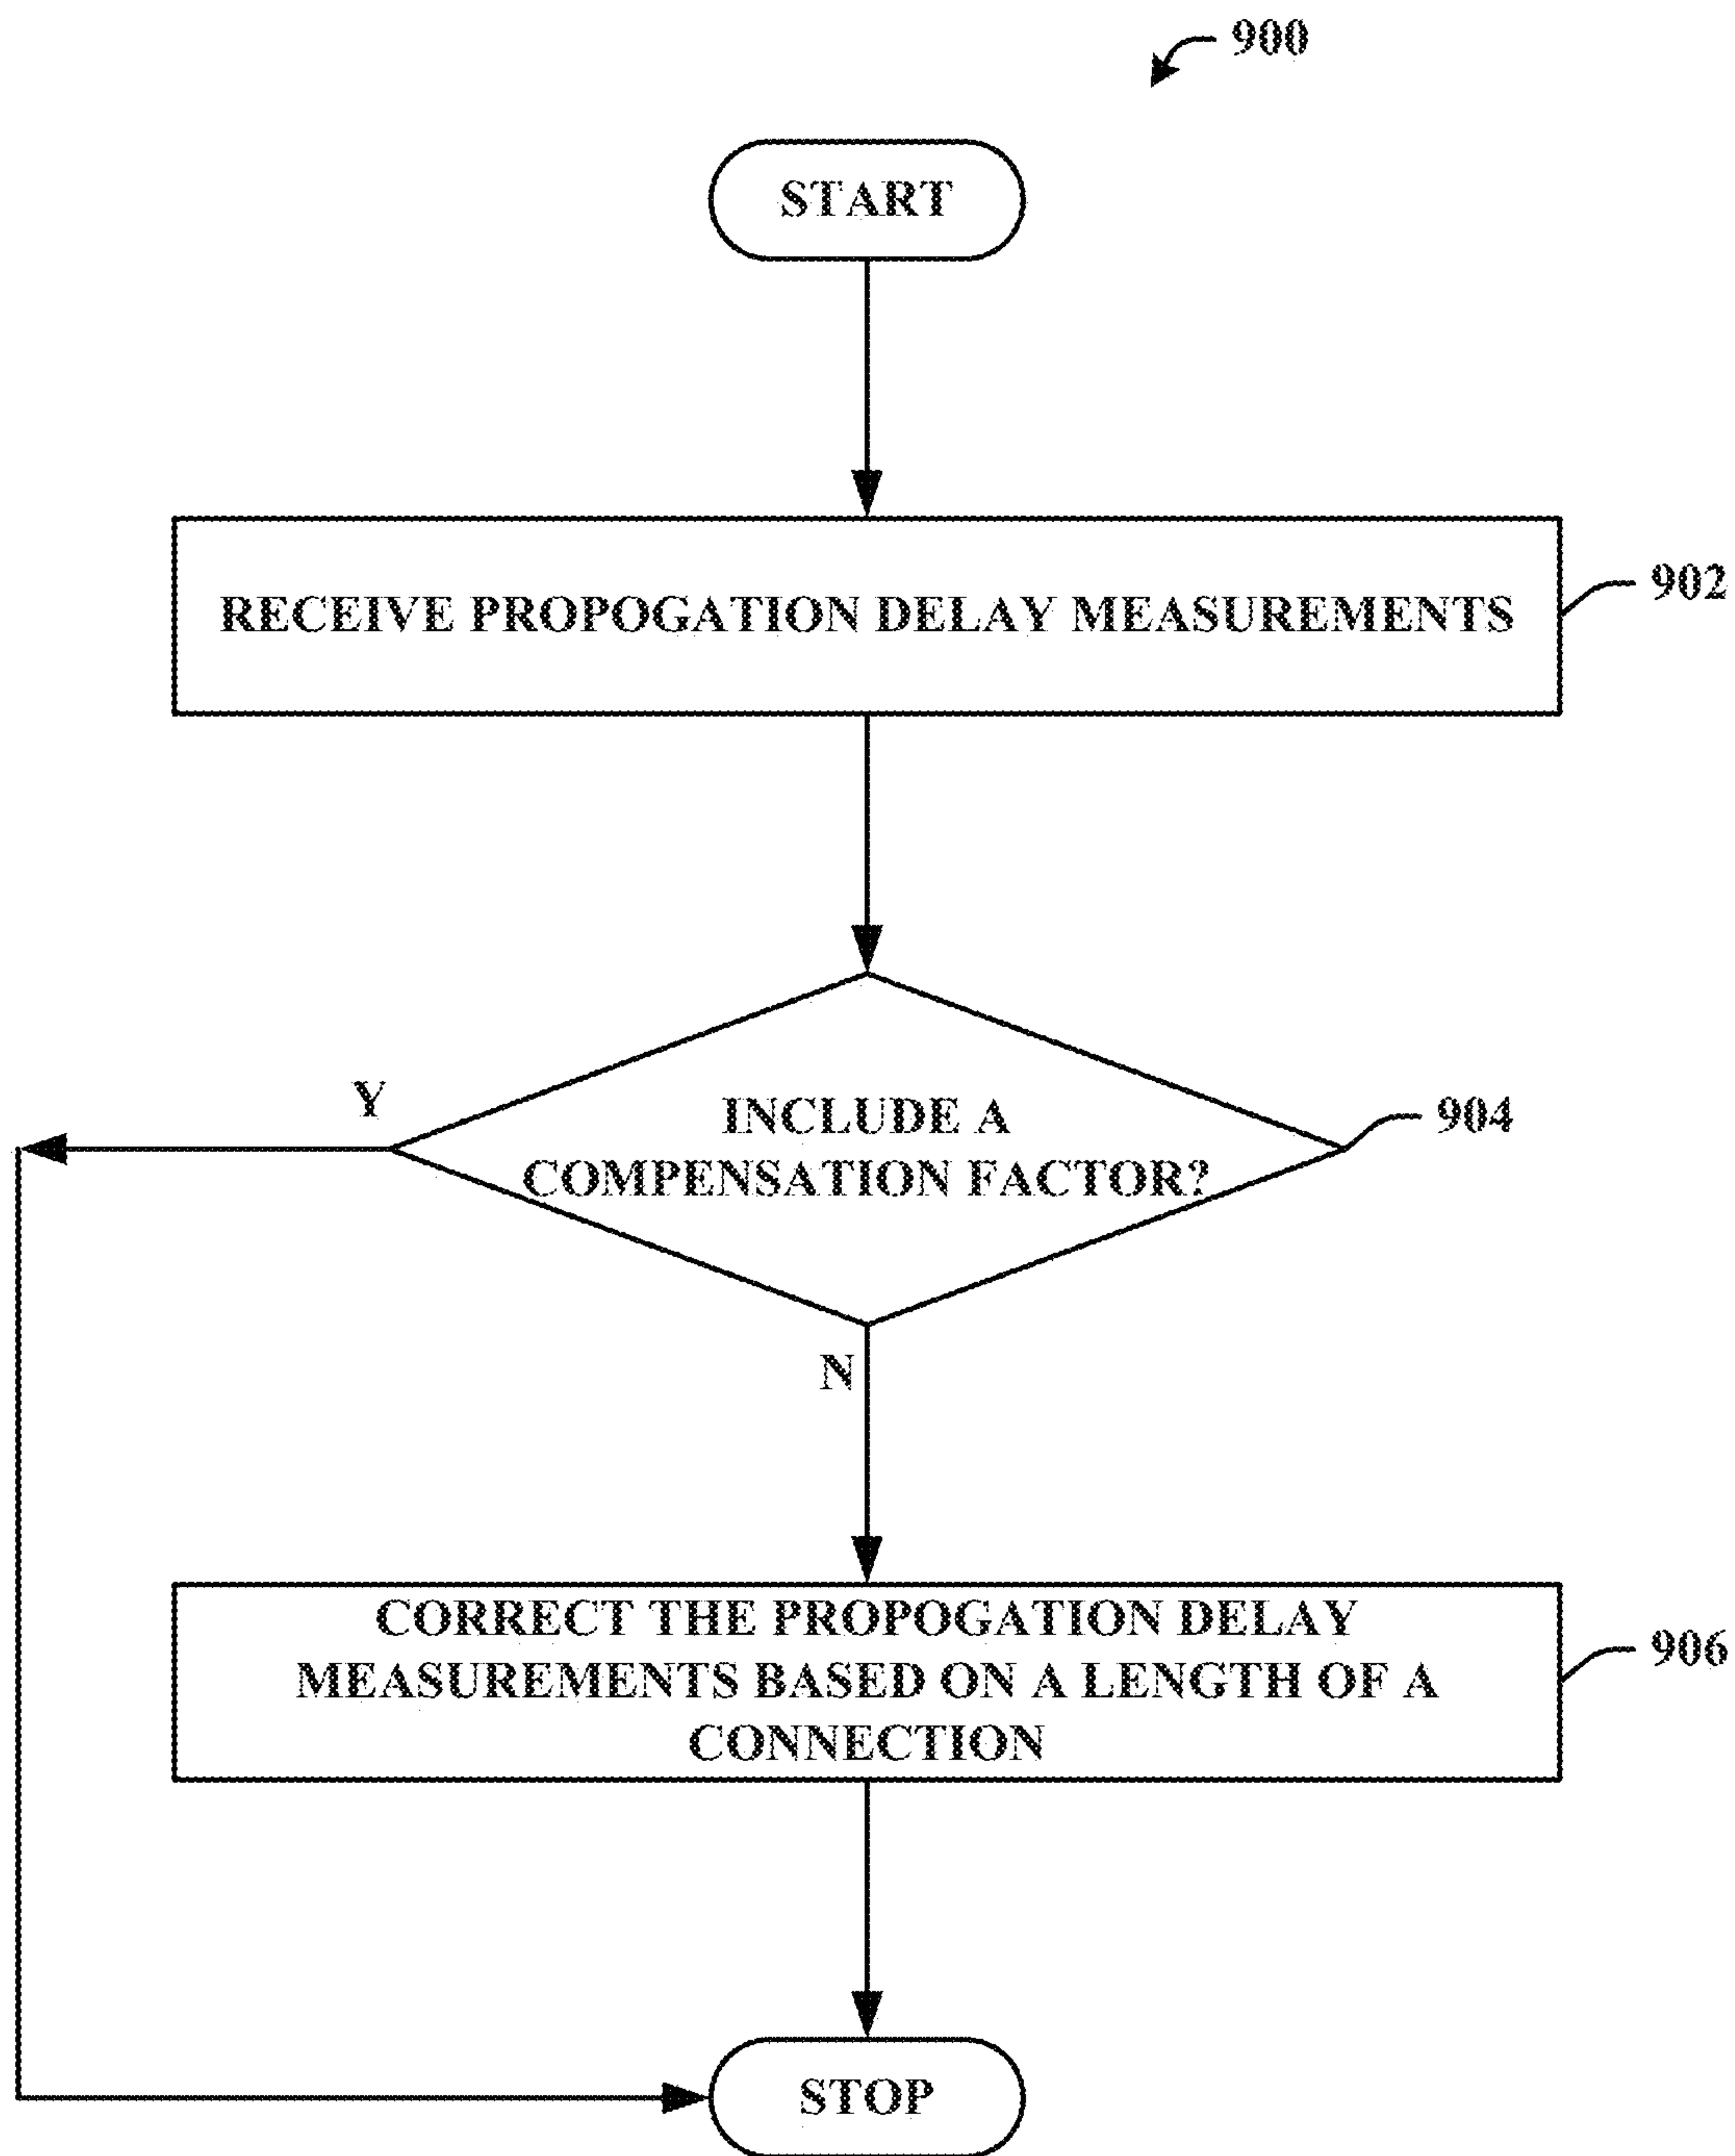 900
START
RECEIVE PROPOGATION DELAY MEASUREMENTS
902
INCLUDE A
COMPENSATION FACTOR?
904
Y
N
CORRECT THE PROPOGATION DELAY
MEASUREMENTS BASED ON A LENGTH OF A
CONNECTION
906
STOP